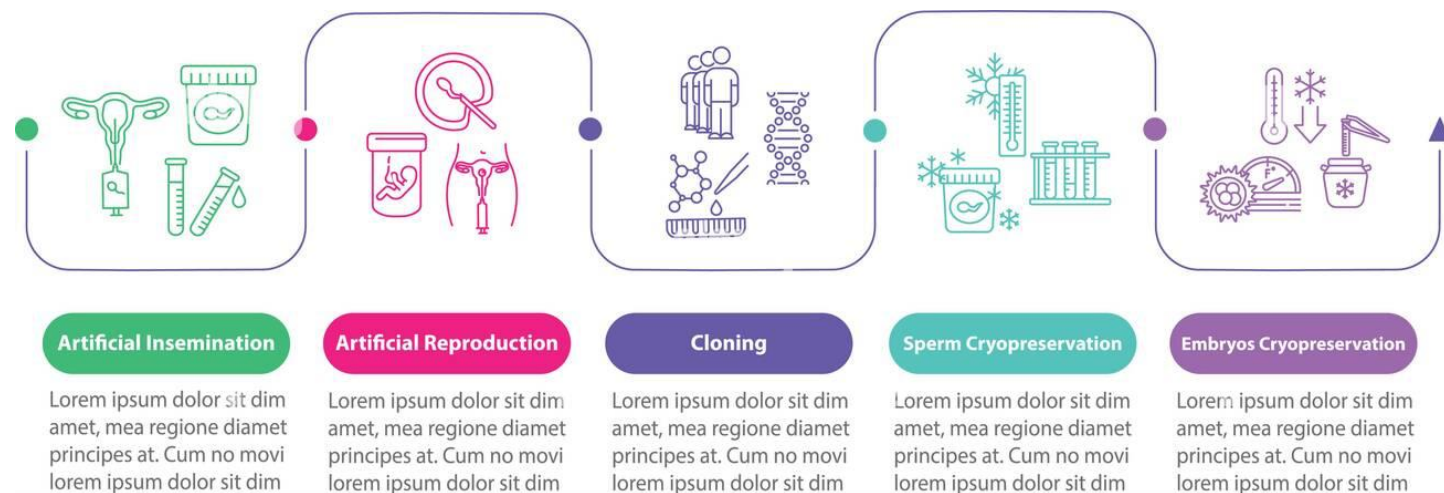 Artificial Insemination
Lorem ipsum dolor sit dim
amet, mea regione diamet
principes at. Cum no movi
lorem ipsum dolor sit dim
Artificial Reproduction
Lorem ipsum dolor sit dim
amet, mea regione diamet
principes at. Cum no movi
lorem ipsum dolor sit dim
Cloning
Lorem ipsum dolor sit dim
amet, mea regione diamet
principes at. Cum no movi
lorem ipsum dolor sit dim
Sperm Cryopreservation
Lorem ipsum dolor sit dim
amet, mea regione diamet
principes at. Cum no movi
lorem ipsum dolor sit dim
Embryos Cryopreservation
Lorem ipsum dolor sit dim
amet, mea regione diamet
principes at. Cum no movi
lorem ipsum dolor sit dim
F°